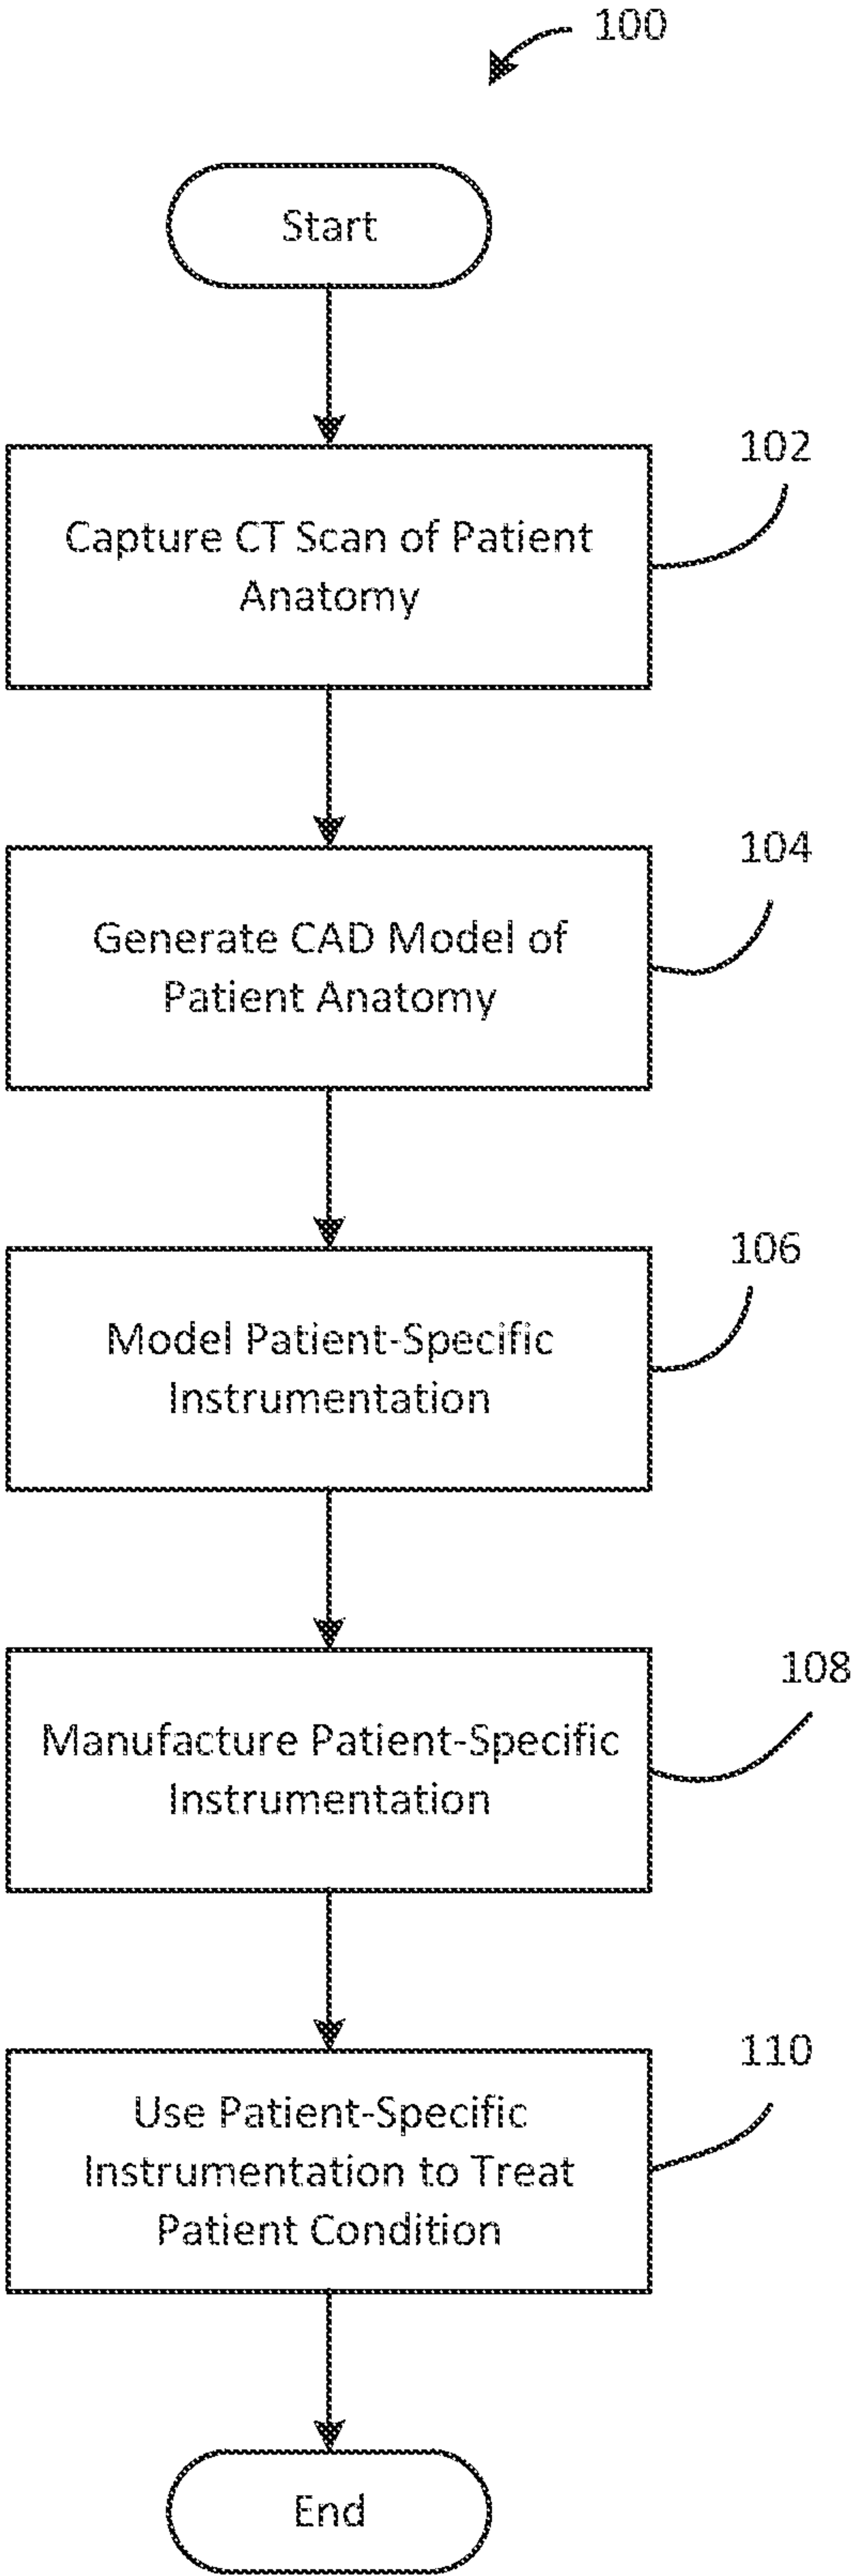 100
Start
102
Capture CT Scan of Patient
Anatomy
104
Generate CAD Model of
Patient Anatomy
106
Model Patient-Specific
Instrumentation
108
Manufacture Patient-Specific
Instrumentation
110
Use Patient-Specific
Instrumentation to Treat
Patient Condition
End